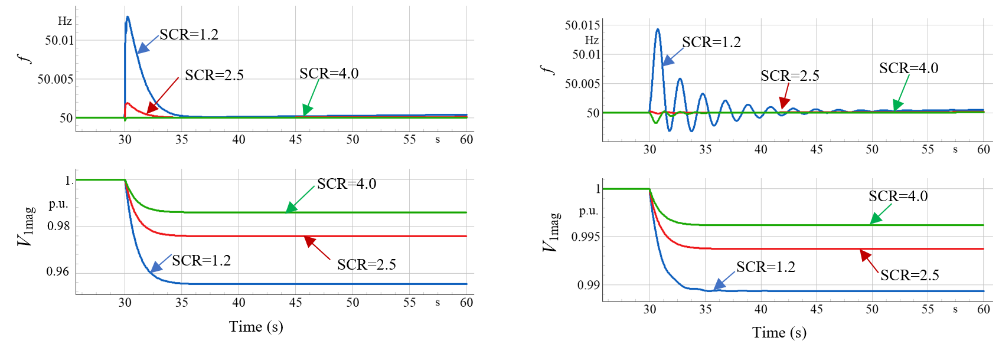 Hz
SCR=1.2
50.01
f
SCR=2.5
SCR=4.0
50.005
50
30 35 40 45 50 55 s 60
1.
SCR=4.0
p.u.
V1mag
0.98
SCR=1.2
SCR=2.5
0.96
30 35 40 45 50 55 s 60
Time (s)
50.015
Hz
SCR=1.2
50.01
f
SCR=2.5
SCR=4.0
50.005
50
30 35 40 45 50 55 s 60
1
SCR=4.0
p.u.
V1mag
0.995
SCR=1.2
SCR=2.5
0.99
30 35 40 45 50 55 s 60
Time (s)